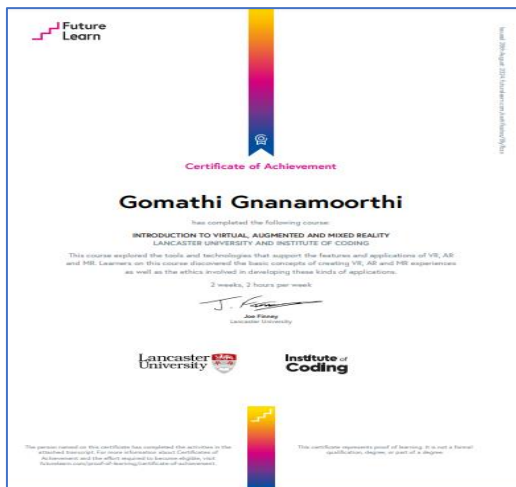 Future
Learn
Certificate of Achievement
Gomathi Gnanamoorthi
has completed the following course:
INTRODUCTION TO VIRTUAL, AUGMENTED AND MIXED REALITY
LANCASTER UNIVERSITY AND INSTITUTE OF CODING
This course explored the tools and technologies that support the features and applications of VR, AR
and MR. Learners on this course discovered the basic concepts of creating VR, AR and MR experiences
as well as the ethics involved in developing these kinds of applications.
2 weeks, 2 hours per week
Joe Finney
Lancaster University
Lancaster
University
Institute of
Coding
The person named on this certificate has completed the activities in the
attached transcript. For more information about Certificates of
Achievement and the effort required to become eligible, visit
futurelearn.com/proof-of-learning/certificate-of-achievement.
This certificate represents proof of learning. It is not a formal
qualification, degree, or part of a degree.